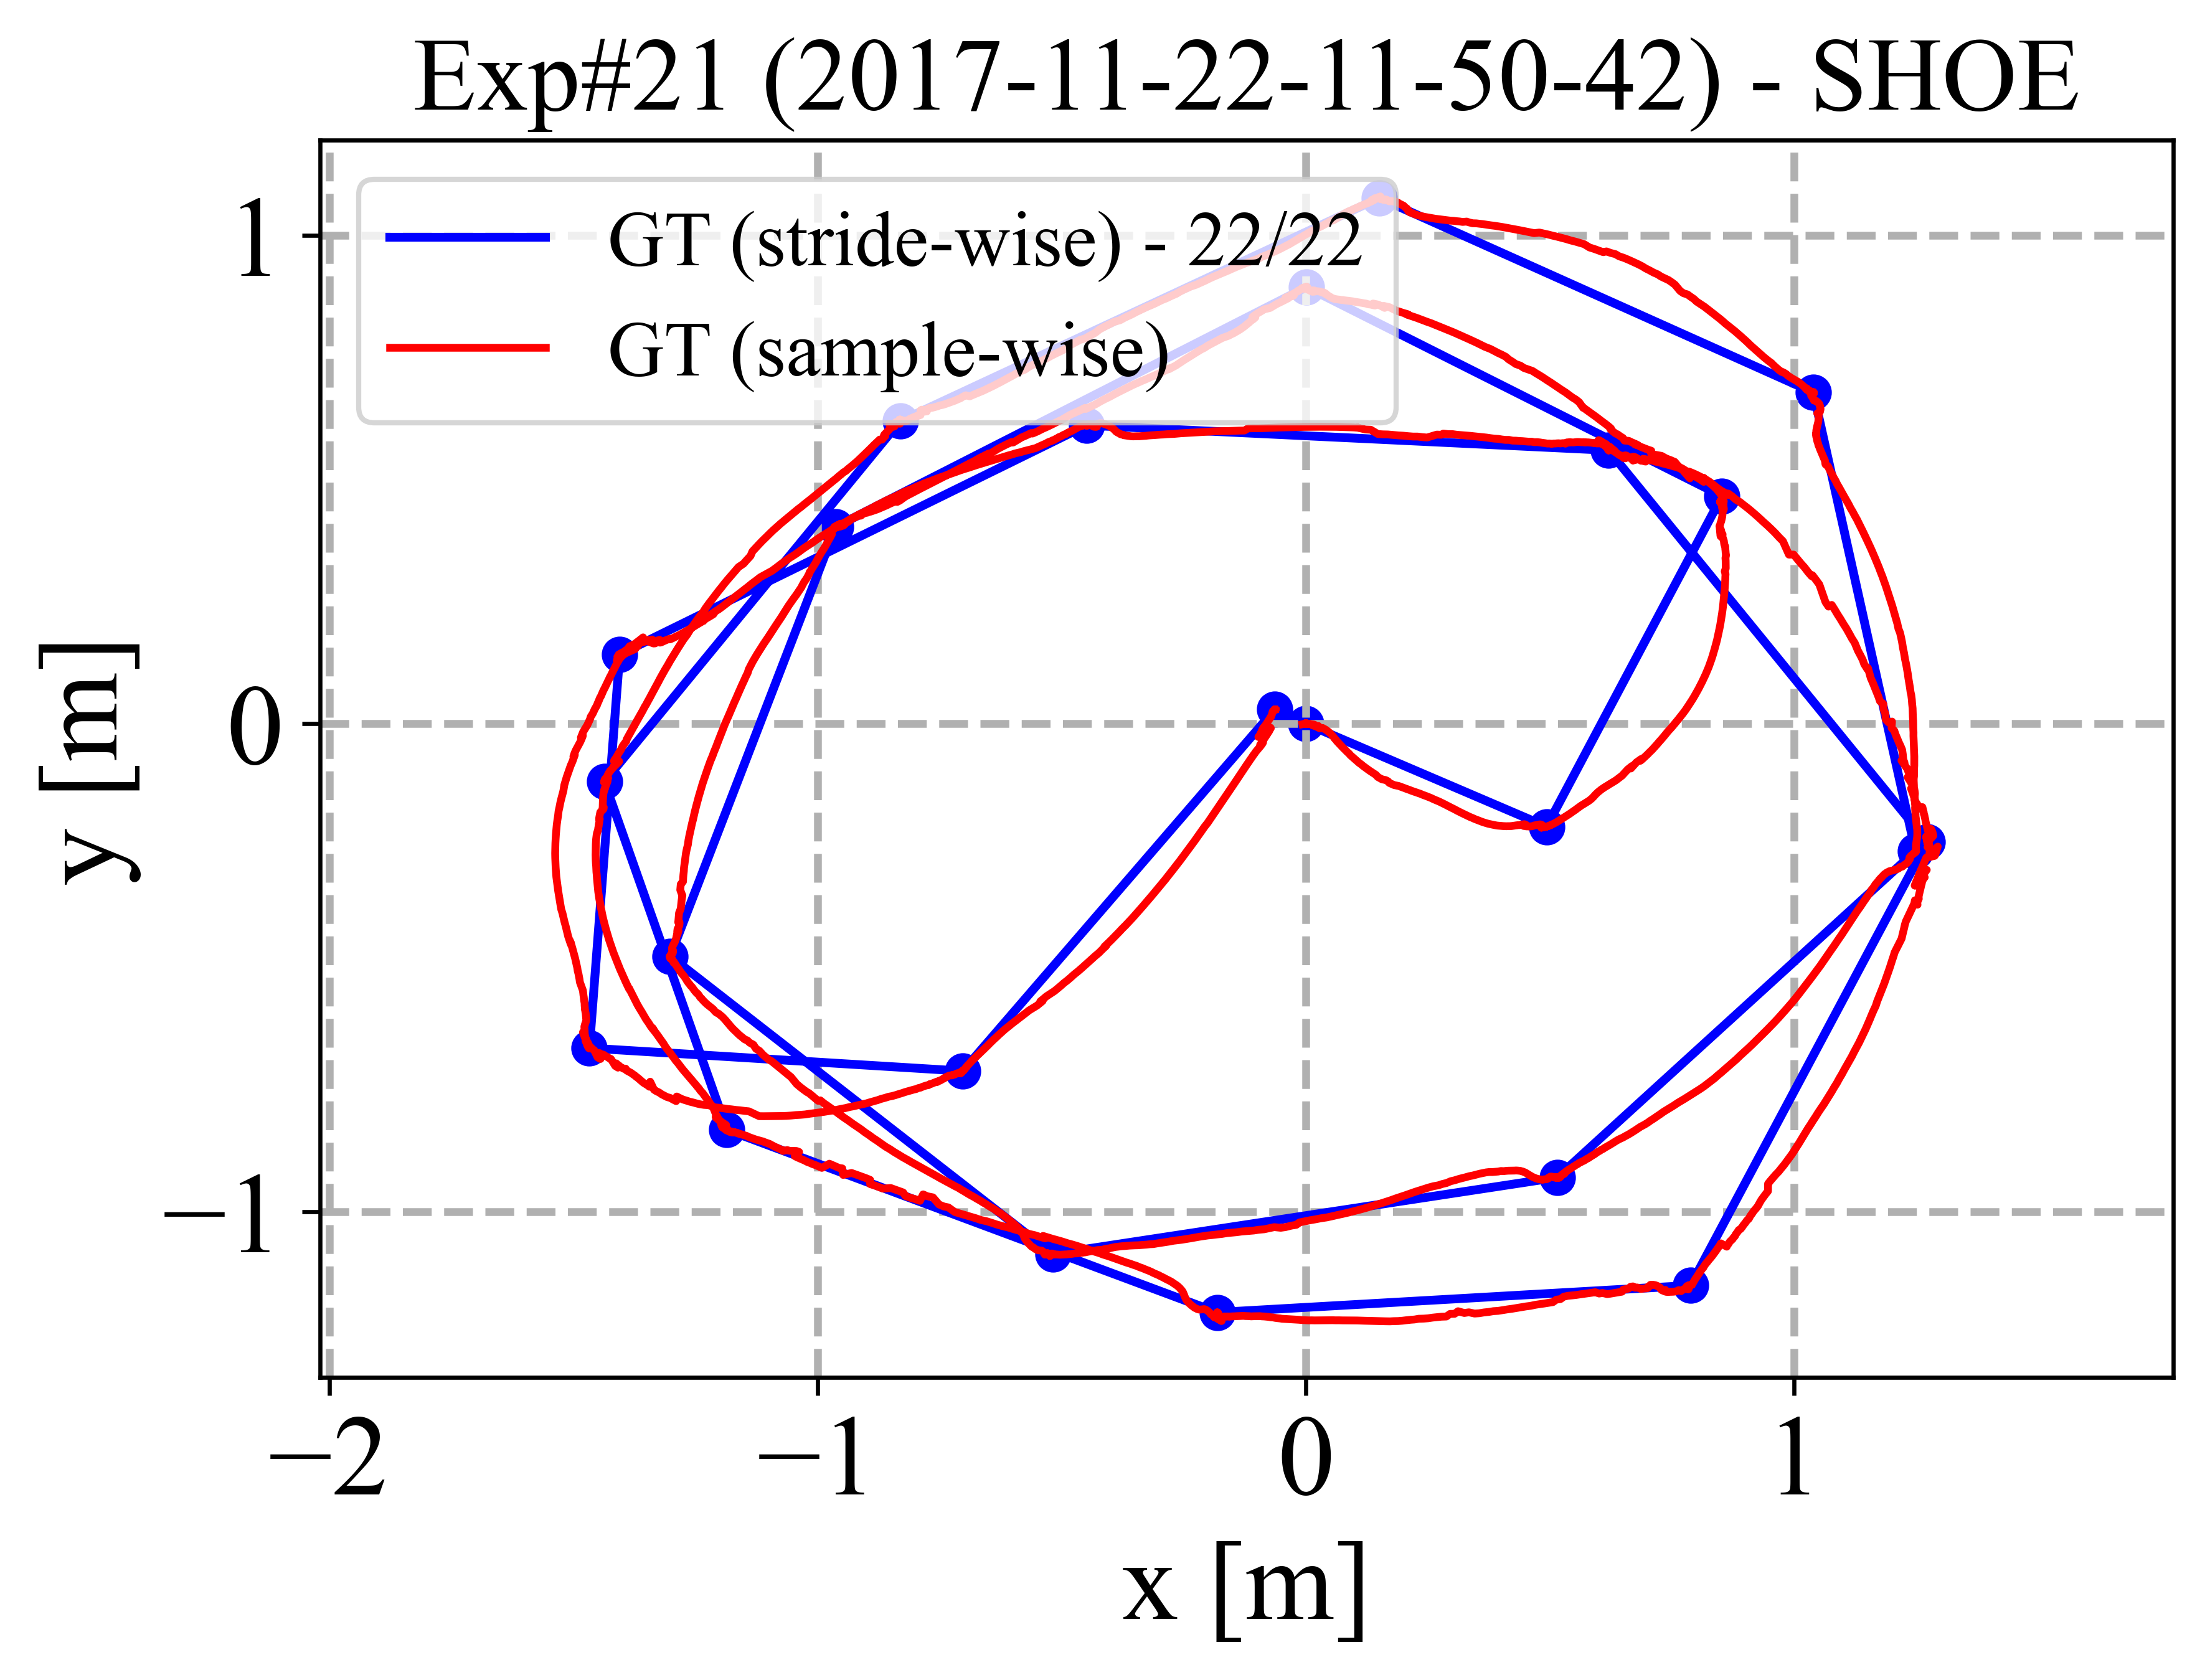 Exp#21 (2017-11-22-11-50-42) - SHOE
GT (stride-wise) - 22/22
GT (sample-wise)
1
0
−1
y [m]
−2 −1 0 1
x [m]